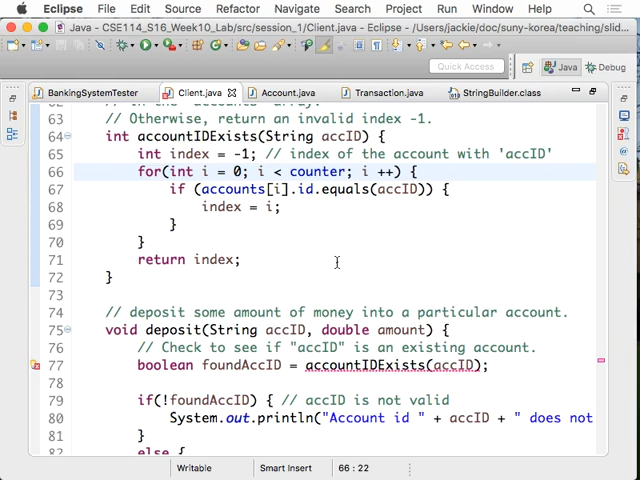 Eclipse File Edit Source Refactor Navigate Search Project Run Window Help
Java - CSE114_S16_Week10_Lab/src/session_1/Client.java - Eclipse - /Users/jackie/doc/suny-korea/teaching/slid...
Quick Access Java Debug
BankingSystemTester Client.java Account.java Transaction.java StringBuilder.class
63 // Otherwise, return an invalid index -1.
64 int accountIDExists(String accID) {
65 int index = -1; // index of the account with 'accID'
66 for(int i = 0; i < counter; i ++) {
67 if (accounts[i].id.equals(accID)) {
68 index = i;
69 }
70 }
71 return index;
72 }
73
74 // deposit some amount of money into a particular account.
75 void deposit(String accID, double amount) {
76 // Check to see if "accID" is an existing account.
77 boolean foundAccID = accountIDExists(accID);
78
79 if(!foundAccID) { // accID is not valid
80 System.out.println("Account id " + accID + " does not
81 }
82 else {
Writable Smart Insert 66 : 22